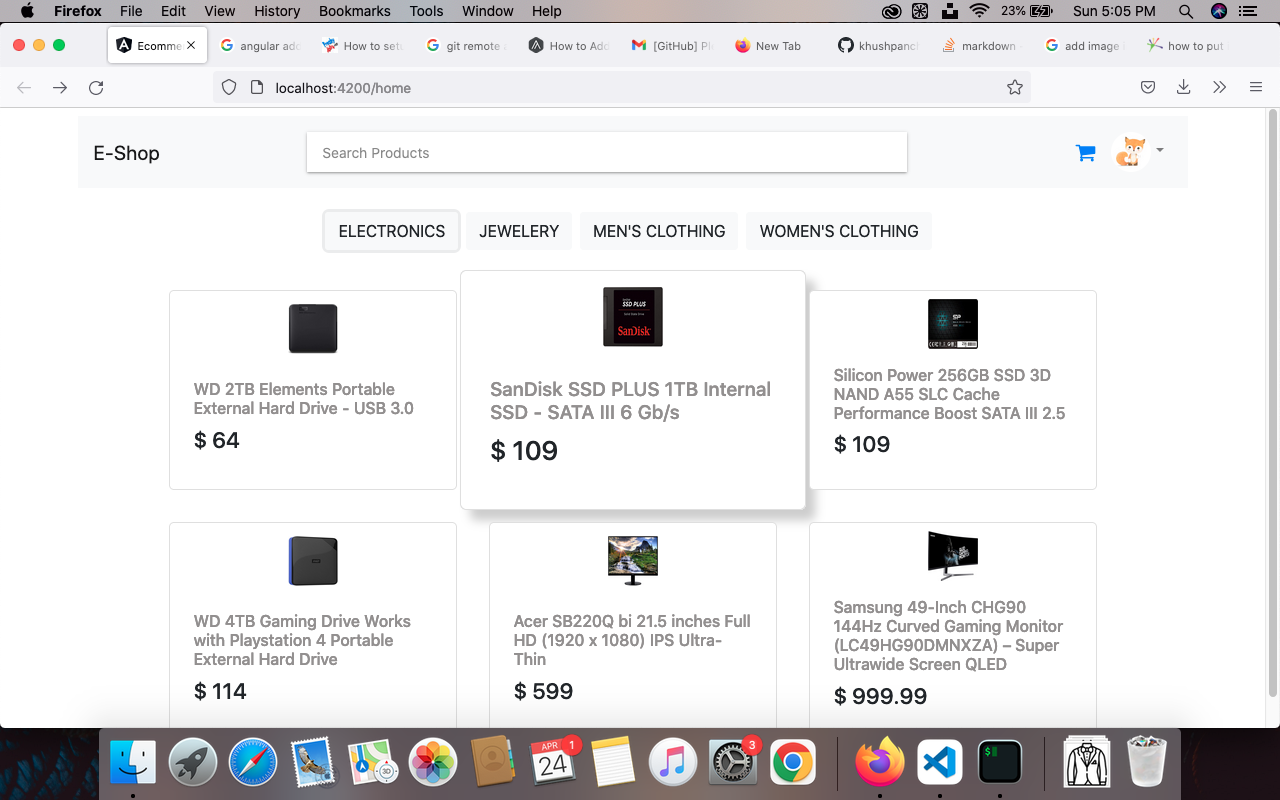 Firefox File Edit View History Bookmarks Tools Window Help 23% Sun 5:05 PM
Ecomme angular add How to setu git remote How to Add [GitHub] Pl New Tab khushpanch markdown add image how to put
localhost:4200/home
E-Shop Search Products
ELECTRONICS JEWELERY MEN'S CLOTHING WOMEN'S CLOTHING
SSD PLUS
SanDisk
SP
WD 2TB Elements Portable
External Hard Drive - USB 3.0
$ 64
SanDisk SSD PLUS 1TB Internal
SSD - SATA III 6 Gb/s
$ 109
Silicon Power 256GB SSD 3D
NAND A55 SLC Cache
Performance Boost SATA III 2.5
$ 109
WD 4TB Gaming Drive Works
with Playstation 4 Portable
External Hard Drive
$ 114
Acer SB220Q bi 21.5 inches Full
HD (1920 x 1080) IPS Ultra-
Thin
$ 599
Samsung 49-Inch CHG90
144Hz Curved Gaming Monitor
(LC49HG90DMNXZA) – Super
Ultrawide Screen QLED
$ 999.99
APR 1 3
24 3D $